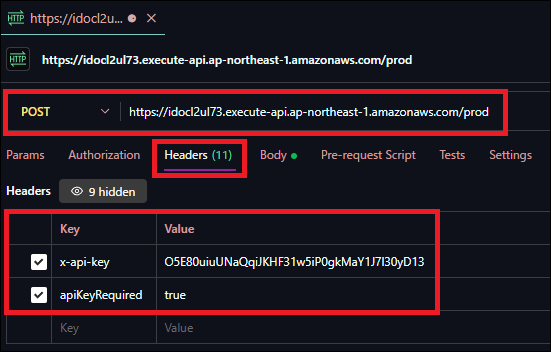 HTTP https://idocl2u...
https://idocl2ul73.execute-api.ap-northeast-1.amazonaws.com/prod
POST https://idocl2ul73.execute-api.ap-northeast-1.amazonaws.com/prod
Params Authorization Headers (11) Body Pre-request Script Tests Settings
Headers 9 hidden
Key Value
x-api-key O5E80uiuUNaQqiJKHF31w5iP0gkMaY1J7I30yD13
apiKeyRequired true
Key Value